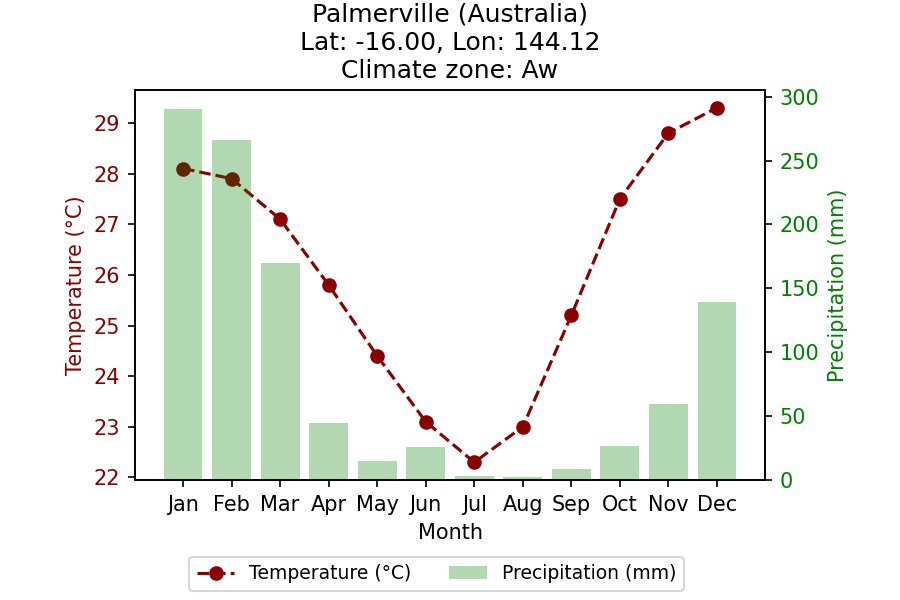 Palmerville (Australia)
Lat: -16.00, Lon: 144.12
Climate zone: Aw
29
28
27
26
25
24
23
22
Temperature (°C)
300
250
200
150
100
50
0
Precipitation (mm)
Jan Feb Mar Apr May Jun Jul Aug Sep Oct Nov Dec
Month
Temperature (°C) Precipitation (mm)